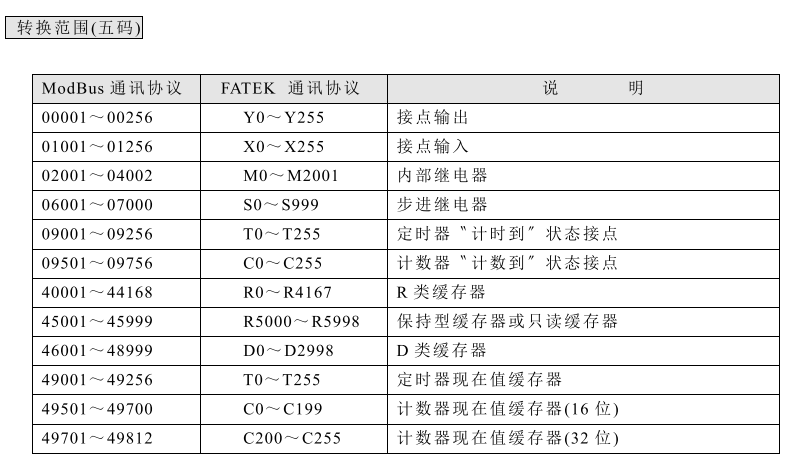 转换范围(五码)
ModBus 通讯协议 FATEK 通讯协议 说 明
00001～00256 Y0～Y255 接点输出
01001～01256 X0～X255 接点输入
02001～04002 M0～M2001 内部继电器
06001～07000 S0～S999 步进继电器
09001～09256 T0～T255 定时器〝计时到〞状态接点
09501～09756 C0～C255 计数器〝计数到〞状态接点
40001～44168 R0～R4167 R 类缓存器
45001～45999 R5000～R5998 保持型缓存器或只读缓存器
46001～48999 D0～D2998 D 类缓存器
49001～49256 T0～T255 定时器现在值缓存器
49501～49700 C0～C199 计数器现在值缓存器(16 位)
49701～49812 C200～C255 计数器现在值缓存器(32 位)